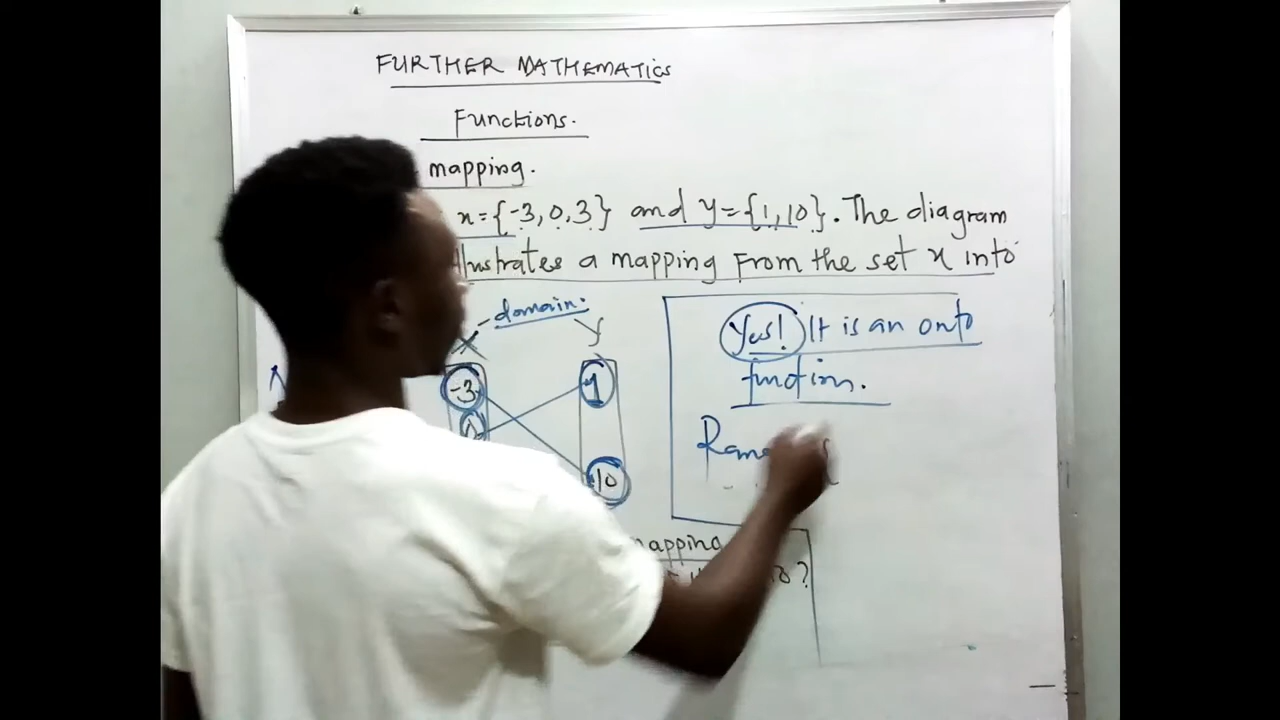 FURTHER MATHEMATICS
Functions.
mapping.
x = {-3, 0, 3} and y = {1, 10}. The diagram
illustrates a mapping from the set x into
domain.
X y
-3 1
0
10
Yes! It is an onto
function.
mapping
?